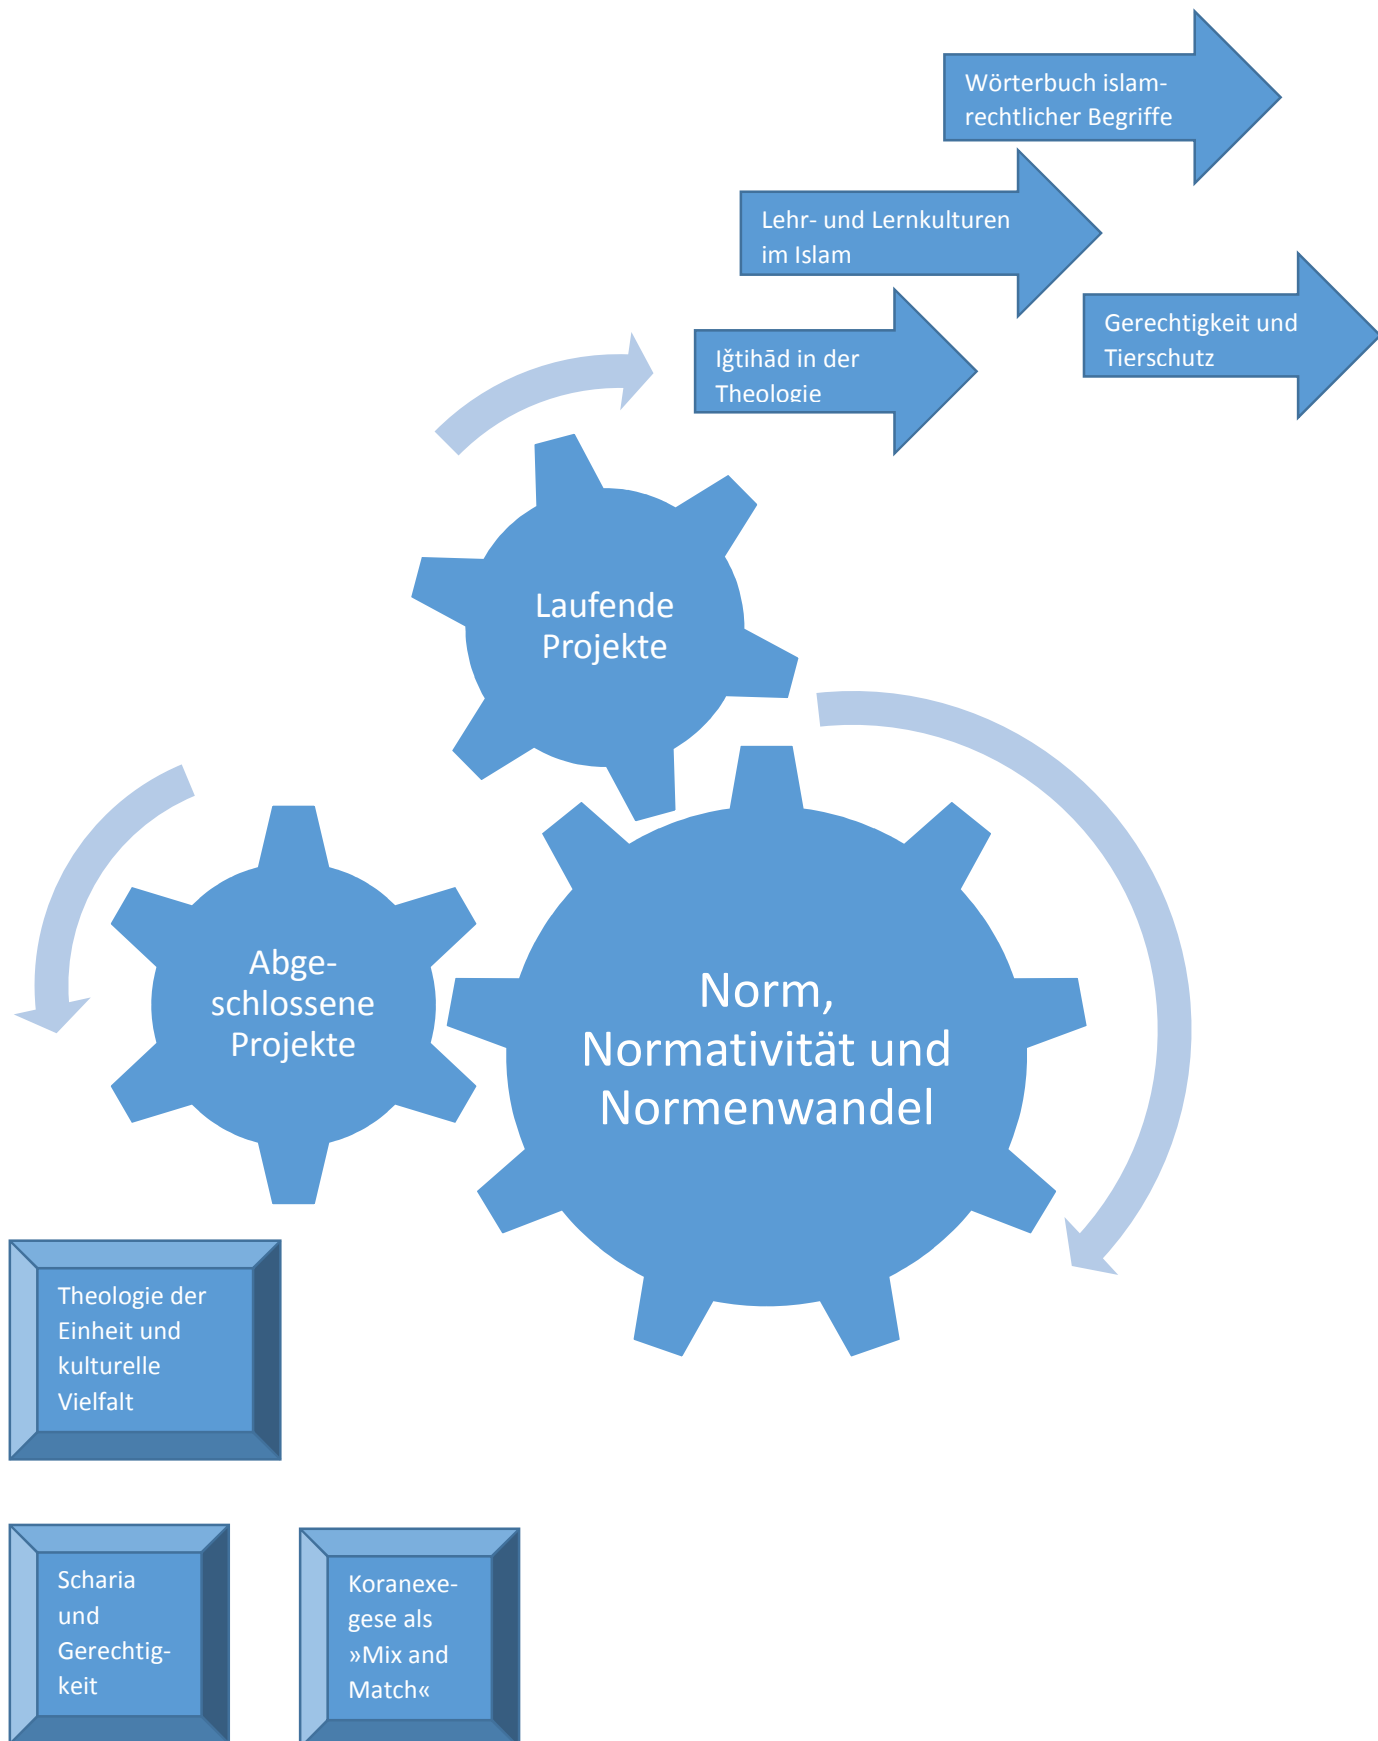 Wörterbuch islam-
rechtlicher Begriffe
Lehr- und Lernkulturen
im Islam
Gerechtigkeit und
Tierschutz
Iǧtihād in der
Theologie
Laufende
Projekte
Abge-
schlossene
Projekte
Norm,
Normativität und
Normenwandel
Theologie der
Einheit und
kulturelle
Vielfalt
Scharia
und
Gerechtig-
keit
Koranexe-
gese als
»Mix and
Match«